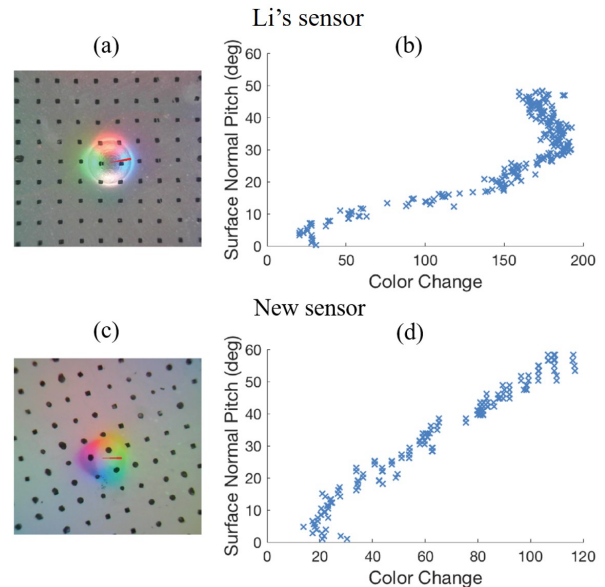 Li's sensor
(a)
(b)
Surface Normal Pitch (deg)
60
50
40
30
20
10
0
0
50
100
150
200
Color Change
New sensor
(c)
(d)
Surface Normal Pitch (deg)
60
50
40
30
20
10
0
0
20
40
60
80
100
120
Color Change